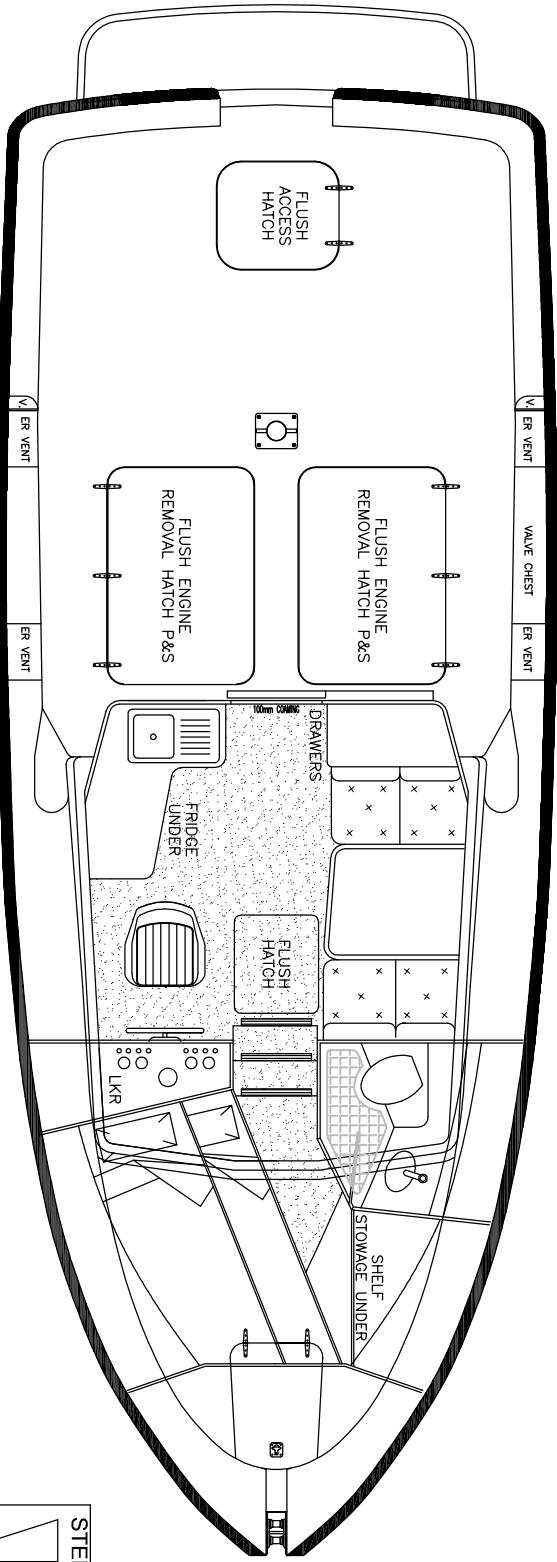 FLUSH
ACCESS
HATCH
V.
ER VENT
V.
ER VENT
VALVE CHEST
FLUSH ENGINE
REMOVAL HATCH P&S
FLUSH ENGINE
REMOVAL HATCH P&S
ER VENT
ER VENT
100mm COAMING
DRAWERS
FRIDGE
UNDER
FLUSH
HATCH
LKR
SHELF
STOWAGE UNDER
STE